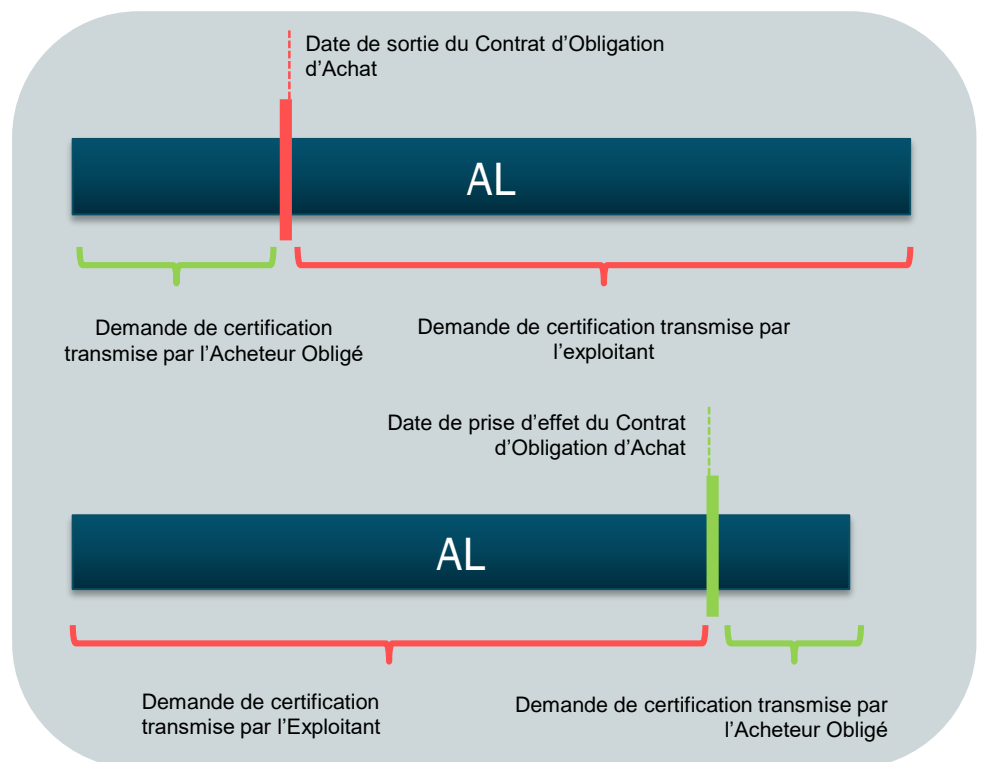 Date de sortie du Contrat d'Obligation
d'Achat
AL
Demande de certification
transmise par l'Acheteur Obligé
Demande de certification transmise par
l'exploitant
Date de prise d'effet du Contrat
d'Obligation d'Achat
AL
Demande de certification
transmise par l'Exploitant
Demande de certification transmise par
l'Acheteur Obligé